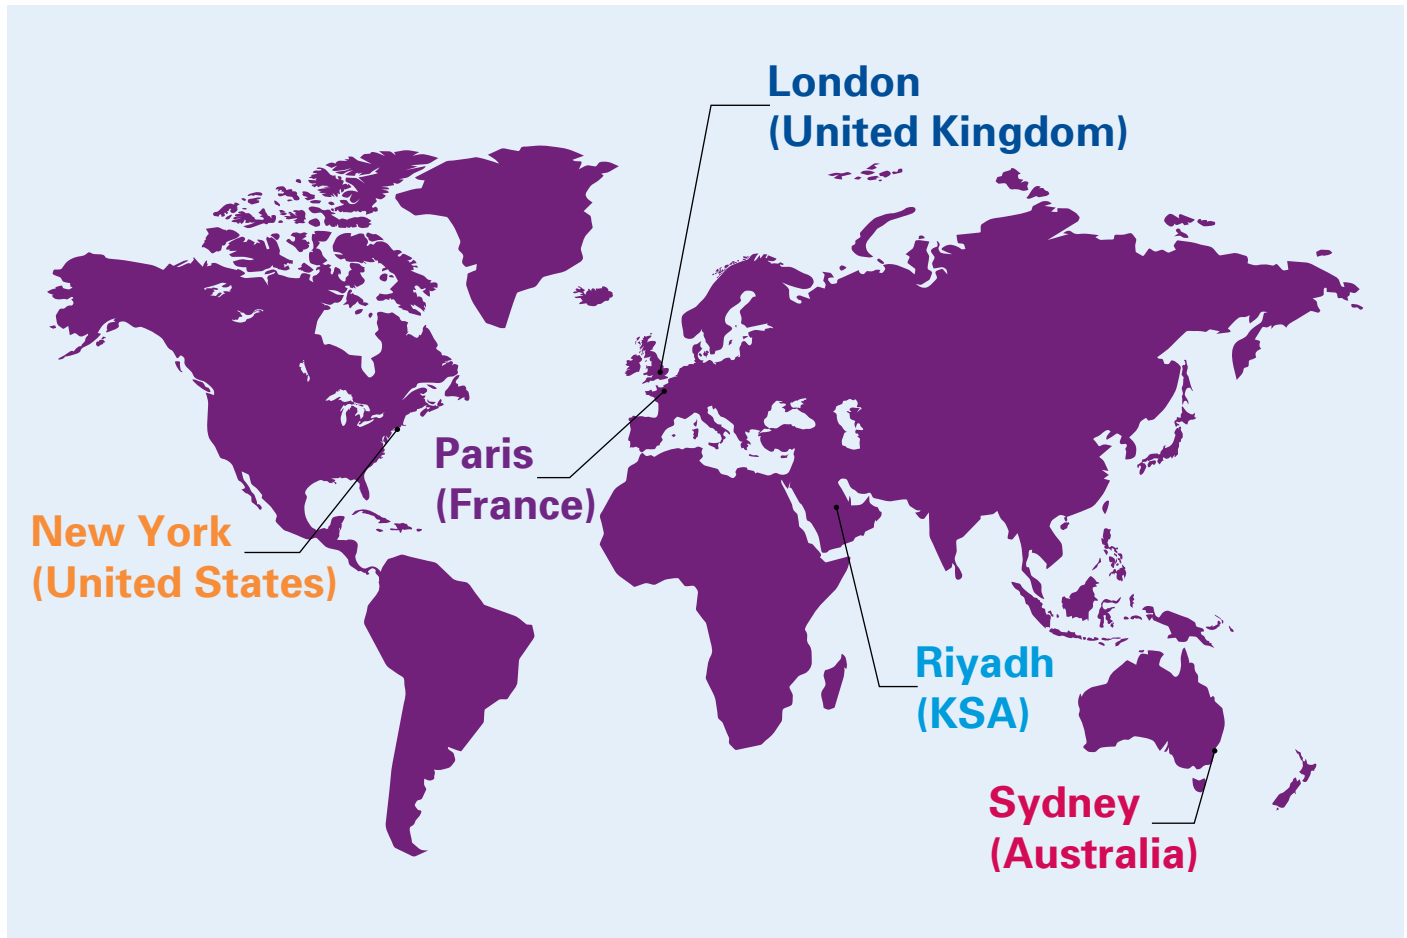 London
(United Kingdom)
Paris
(France)
New York
(United States)
Riyadh
(KSA)
Sydney
(Australia)